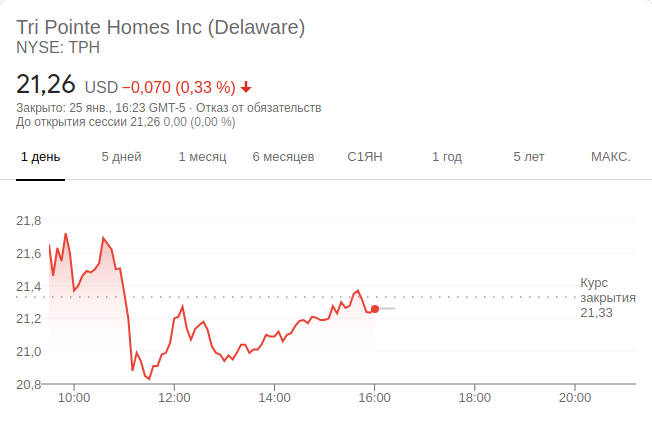 Tri Pointe Homes Inc (Delaware)
NYSE: TPH
21,26 USD −0,070 (0,33 %)
Закрыто: 25 янв., 16:23 GMT-5 · Отказ от обязательств
До открытия сессии 21,26 0,00 (0,00 %)
1 день 5 дней 1 месяц 6 месяцев С1ЯН 1 год 5 лет МАКС.
21,8
21,6
21,4
21,2
21,0
20,8
Курс
закрытия
21,33
10:00 12:00 14:00 16:00 18:00 20:00